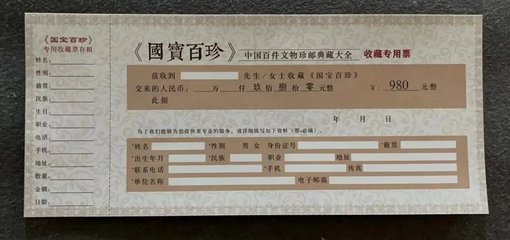 《国宝百珍》
专用收藏票存根
姓名:
性别:
籍贯:
民族:
生日:
职业:
电话:
手机:
地址:
数量:
金额:
日期:
《國寶百珍》中国百件文物珍邮典藏大全 收藏专用票
兹收到 先生/女士收藏《国宝百珍》
交来的人民币: 万 仟 玖佰 捌拾 零元整 ¥: 980 元整
此据
年 月 日
为了我们能够为您提供更专业的服务,请仔细填写如下资料(带*必填)。
*姓名 *性别 男 女 身份证号 *籍贯
*出生年月 *民族 职业 地址
*联系电话 *手机 传真
*单位名称 电子邮箱